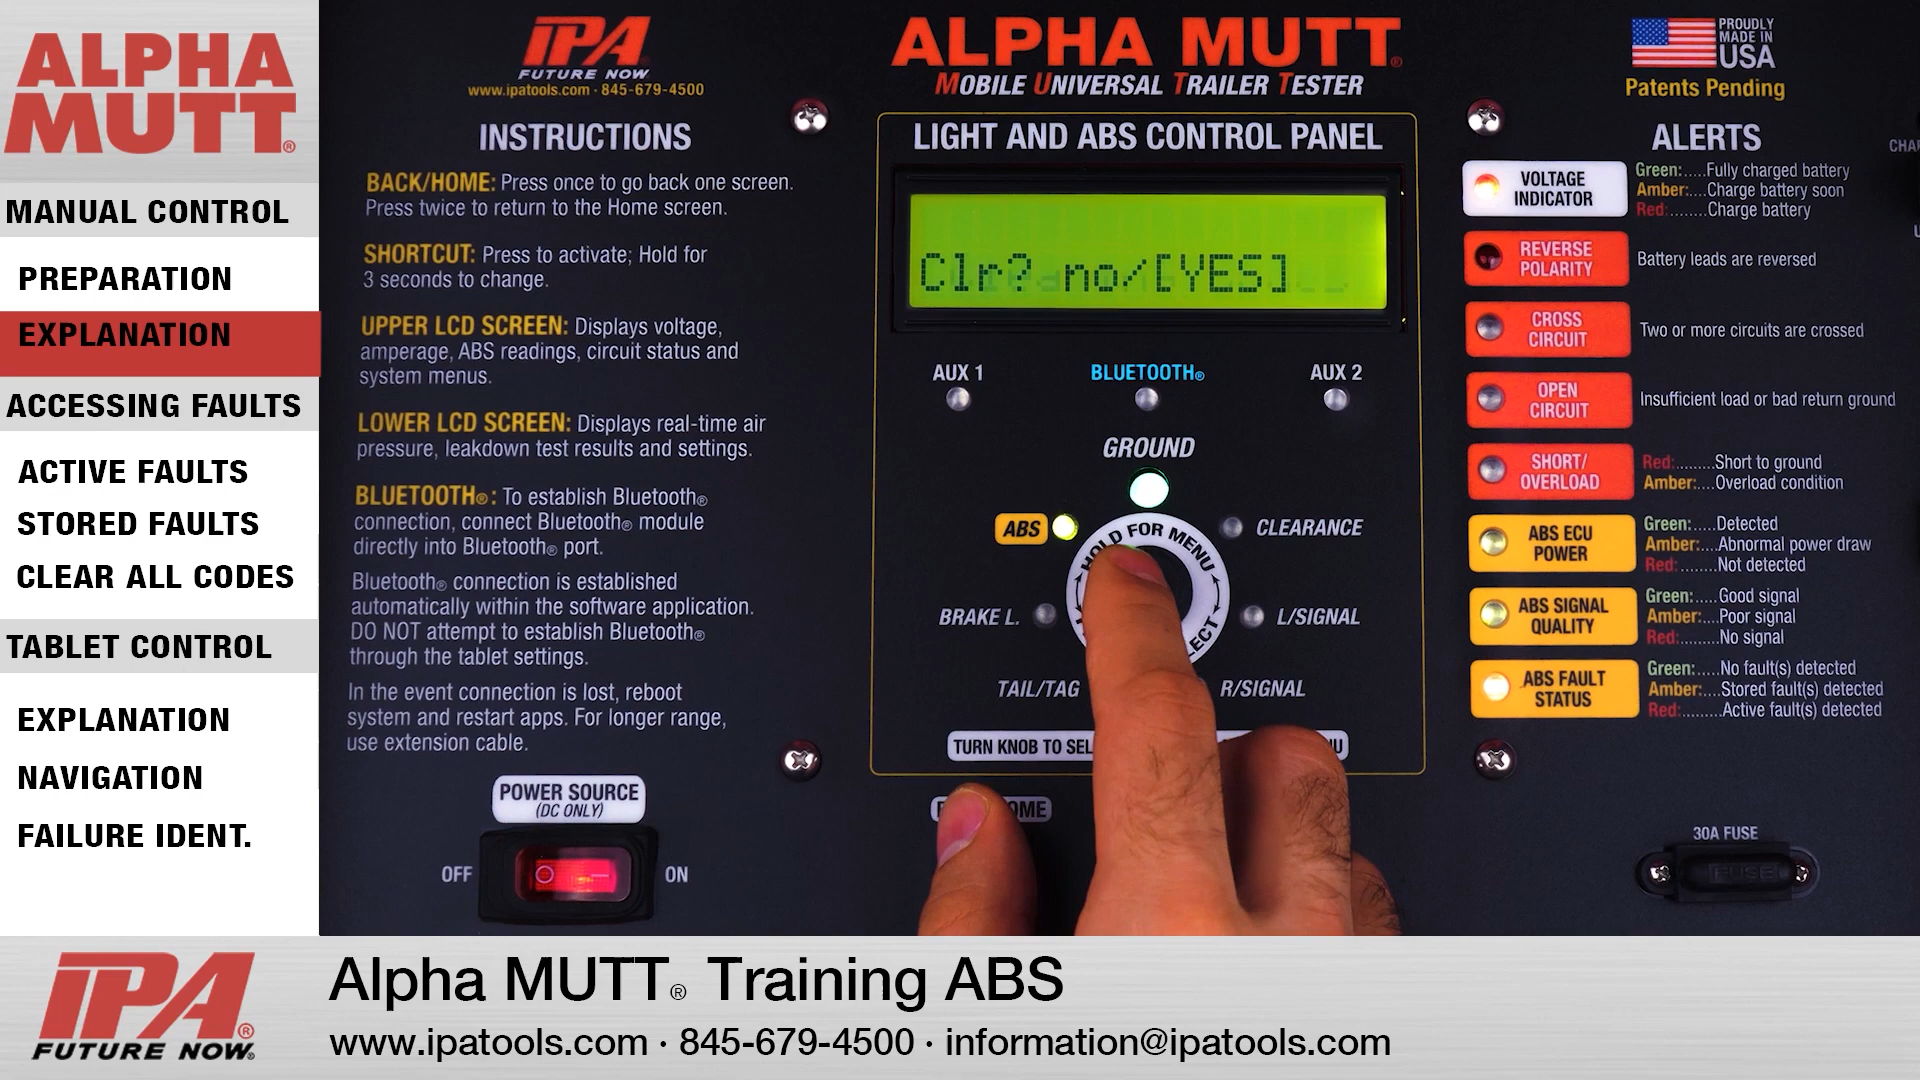 ALPHA
MUTT®
MANUAL CONTROL
PREPARATION
EXPLANATION
ACCESSING FAULTS
ACTIVE FAULTS
STORED FAULTS
CLEAR ALL CODES
TABLET CONTROL
EXPLANATION
NAVIGATION
FAILURE IDENT.
IPA
FUTURE NOW
www.ipatools.com · 845-679-4500
INSTRUCTIONS
BACK/HOME: Press once to go back one screen.
Press twice to return to the Home screen.
SHORTCUT: Press to activate; Hold for
3 seconds to change.
UPPER LCD SCREEN: Displays voltage,
amperage, ABS readings, circuit status and
system menus.
LOWER LCD SCREEN: Displays real-time air
pressure, leakdown test results and settings.
BLUETOOTH®: To establish Bluetooth®
connection, connect Bluetooth® module
directly into Bluetooth® port.
Bluetooth® connection is established
automatically within the software application.
DO NOT attempt to establish Bluetooth®
through the tablet settings.
In the event connection is lost, reboot
system and restart apps. For longer range,
use extension cable.
POWER SOURCE
(DC ONLY)
OFF
ON
ALPHA MUTT®
MOBILE UNIVERSAL TRAILER TESTER
LIGHT AND ABS CONTROL PANEL
Clr? no/[YES]
AUX 1
BLUETOOTH®
AUX 2
GROUND
ABS
CLEARANCE
HOLD FOR MENU
BRAKE L.
L/SIGNAL
TAIL/TAG
R/SIGNAL
TURN KNOB TO
PROUDLY
MADE IN
USA
Patents Pending
ALERTS
VOLTAGE
INDICATOR
Green:.....Fully charged battery
Amber:....Charge battery soon
Red:........Charge battery
REVERSE
POLARITY
Battery leads are reversed
CROSS
CIRCUIT
Two or more circuits are crossed
OPEN
CIRCUIT
Insufficient load or bad return ground
SHORT/
OVERLOAD
Red:.........Short to ground
Amber:....Overload condition
ABS ECU
POWER
Green:.....Detected
Amber:....Abnormal power draw
Red:........Not detected
ABS SIGNAL
QUALITY
Green:.....Good signal
Amber:....Poor signal
Red:........No signal
ABS FAULT
STATUS
Green:.....No fault(s) detected
Amber:....Stored fault(s) detected
Red:.........Active fault(s) detected
30A FUSE
FUSE
IPA®
FUTURE NOW®
Alpha MUTT® Training ABS
www.ipatools.com · 845-679-4500 · information@ipatools.com